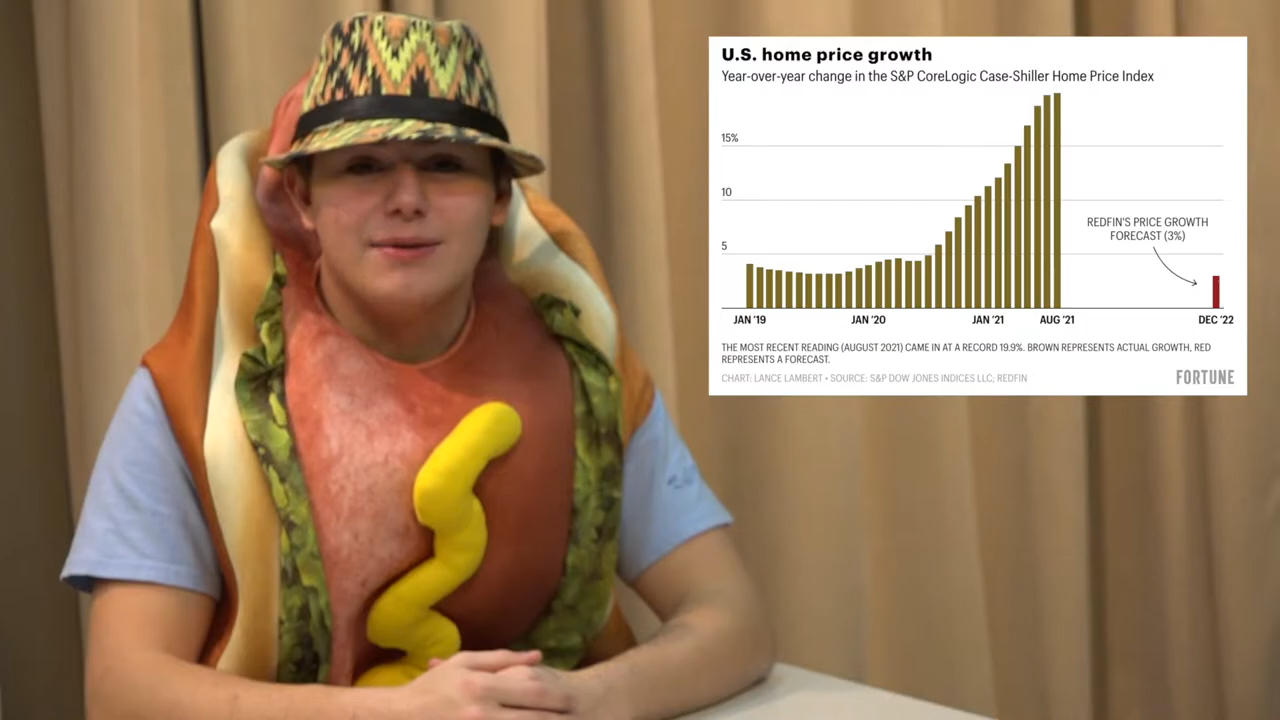 U.S. home price growth
Year-over-year change in the S&P CoreLogic Case-Shiller Home Price Index
15%
10
5
REDFIN'S PRICE GROWTH
FORECAST (3%)
JAN '19
JAN '20
JAN '21
AUG '21
DEC '22
THE MOST RECENT READING (AUGUST 2021) CAME IN AT A RECORD 19.9%. BROWN REPRESENTS ACTUAL GROWTH, RED
REPRESENTS A FORECAST.
CHART: LANCE LAMBERT • SOURCE: S&P DOW JONES INDICES LLC; REDFIN
FORTUNE